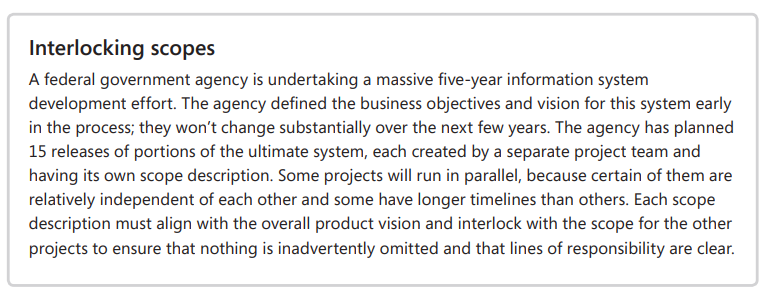 Interlocking scopes
A federal government agency is undertaking a massive five-year information system
development effort. The agency defined the business objectives and vision for this system early
in the process; they won’t change substantially over the next few years. The agency has planned
15 releases of portions of the ultimate system, each created by a separate project team and
having its own scope description. Some projects will run in parallel, because certain of them are
relatively independent of each other and some have longer timelines than others. Each scope
description must align with the overall product vision and interlock with the scope for the other
projects to ensure that nothing is inadvertently omitted and that lines of responsibility are clear.